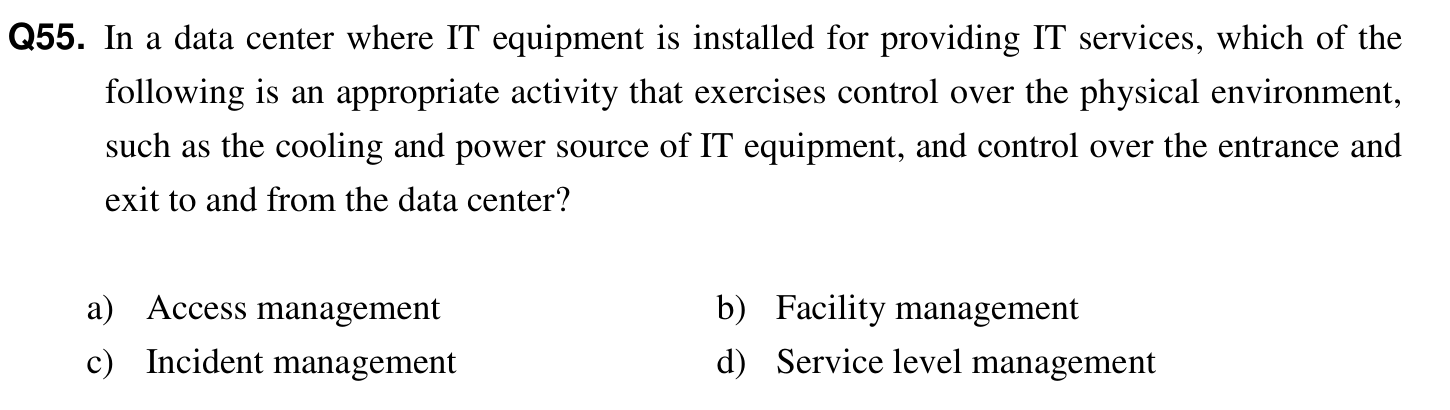 Q55. In a data center where IT equipment is installed for providing IT services, which of the
following is an appropriate activity that exercises control over the physical environment,
such as the cooling and power source of IT equipment, and control over the entrance and
exit to and from the data center?
a) Access management b) Facility management
c) Incident management d) Service level management